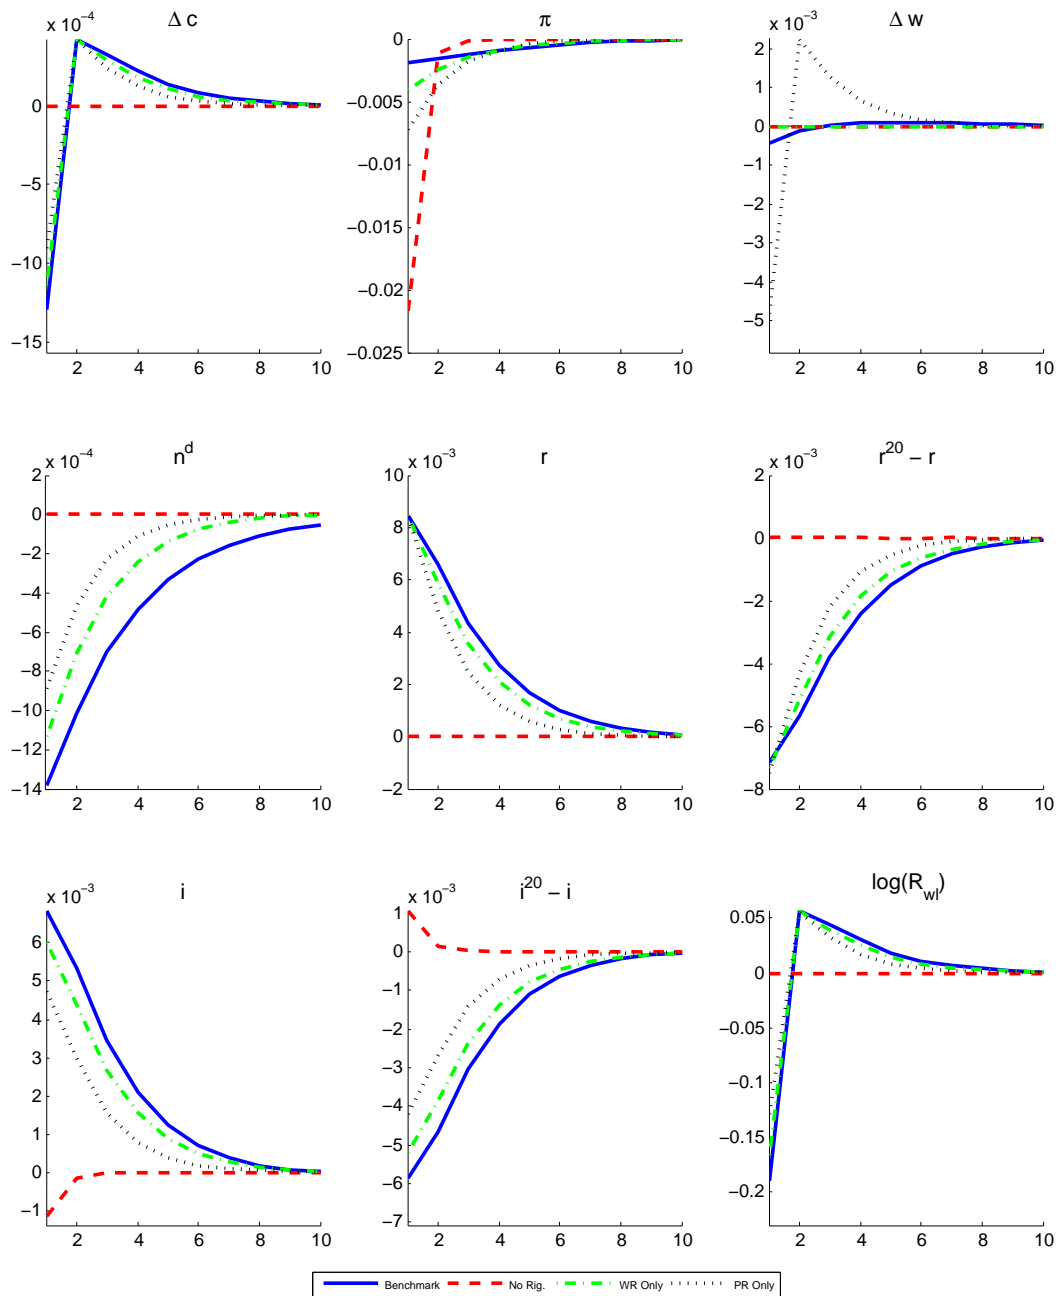 Δ c
x 10^−4
0
−5
−10
−15
2 4 6 8 10
π
0
−0.005
−0.01
−0.015
−0.02
−0.025
2 4 6 8 10
Δ w
x 10^−3
2
1
0
−1
−2
−3
−4
−5
2 4 6 8 10
n^d
x 10^−4
2
0
−2
−4
−6
−8
−10
−12
−14
2 4 6 8 10
r
x 10^−3
10
8
6
4
2
0
−2
2 4 6 8 10
r^20 − r
x 10^−3
2
0
−2
−4
−6
−8
2 4 6 8 10
i
x 10^−3
6
5
4
3
2
1
0
−1
2 4 6 8 10
i^20 − i
x 10^−3
1
0
−1
−2
−3
−4
−5
−6
−7
2 4 6 8 10
log(R_wl)
0.05
0
−0.05
−0.1
−0.15
−0.2
2 4 6 8 10
Benchmark No Rig. WR Only PR Only